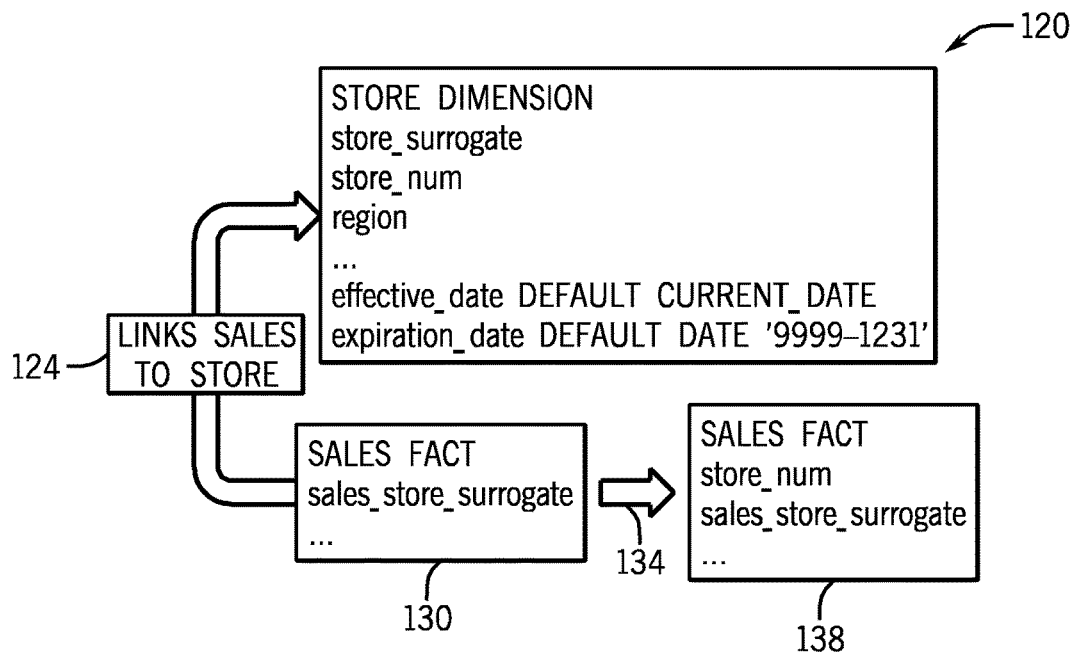 120
STORE DIMENSION
store_surrogate
store_num
region
...
effective_date DEFAULT CURRENT_DATE
expiration_date DEFAULT DATE '9999–1231'
LINKS SALES
TO STORE
124
SALES FACT
sales_store_surrogate
...
130
134
SALES FACT
store_num
sales_store_surrogate
...
138